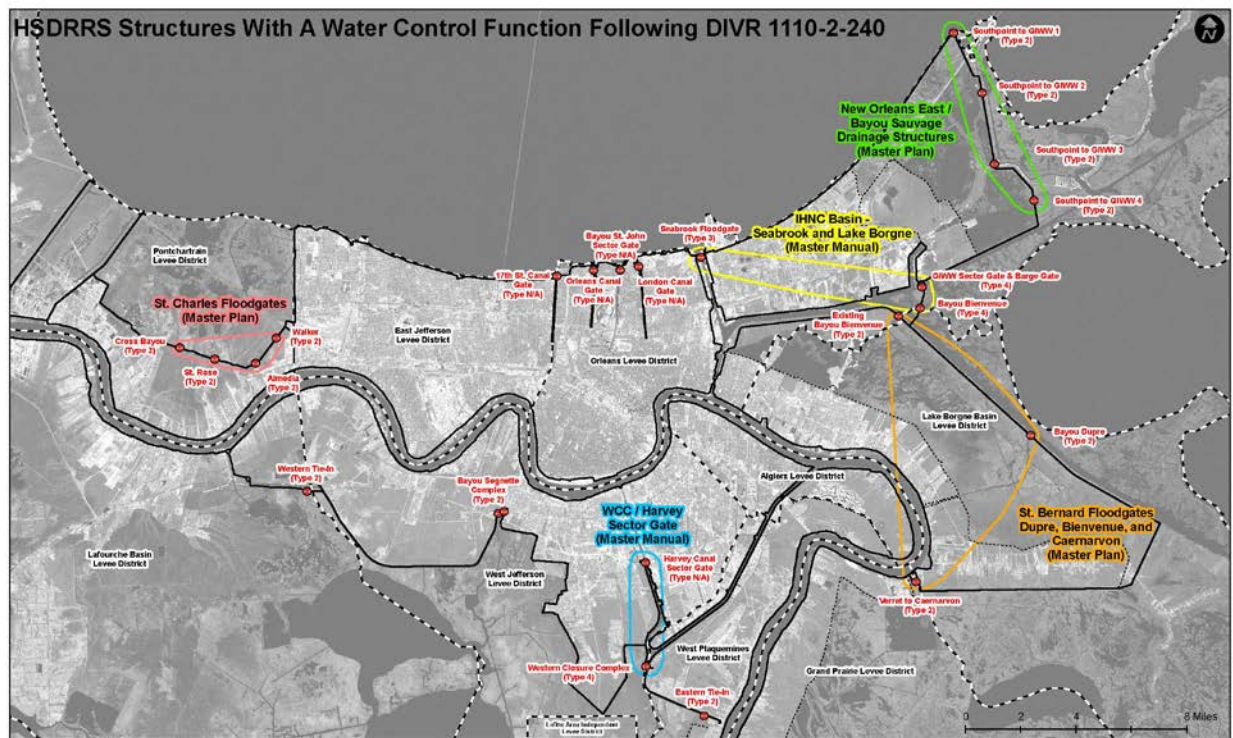 HSDRRS Structures With A Water Control Function Following DIVR 1110-2-240
N
Southpoint to GIWW 1
(Type 2)
Southpoint to GIWW 2
(Type 2)
New Orleans East /
Bayou Sauvage
Drainage Structures
(Master Plan)
Southpoint to GIWW 3
(Type 2)
Southpoint to GIWW 4
(Type 2)
IHNC Basin -
Seabrook and Lake Borgne
(Master Manual)
Seabrook Floodgate
(Type 3)
Bayou St. John
Sector Gate
(Type N/A)
17th St. Canal
Gate
(Type N/A)
Orleans Canal
Gate
(Type N/A)
London Canal
Gate
(Type N/A)
GIWW Sector Gate & Barge Gate
(Type 4)
Bayou Bienvenue
(Type 4)
Existing
Bayou Bienvenue
(Type 2)
Pontchartrain
Levee District
St. Charles Floodgates
(Master Plan)
Cross Bayou
(Type 2)
Walker
(Type 2)
St. Rose
(Type 2)
Almedia
(Type 2)
East Jefferson
Levee District
Orleans Levee District
Lake Borgne Basin
Levee District
Bayou Dupre
(Type 2)
Western Tie-In
(Type 2)
Bayou Segnette
Complex
(Type 2)
Algiers Levee District
WCC / Harvey
Sector Gate
(Master Manual)
St. Bernard Floodgates
Dupre, Bienvenue, and
Caernarvon
(Master Plan)
Lafourche Basin
Levee District
West Jefferson
Levee District
Harvey Canal
Sector Gate
(Type N/A)
Verret to Caernarvon
(Type 2)
Western Closure Complex
(Type 4)
West Plaquemines
Levee District
Grand Prairie Levee District
Eastern Tie-In
(Type 2)
Lafitte Area Independent
Levee District
0 2 4 8 Miles